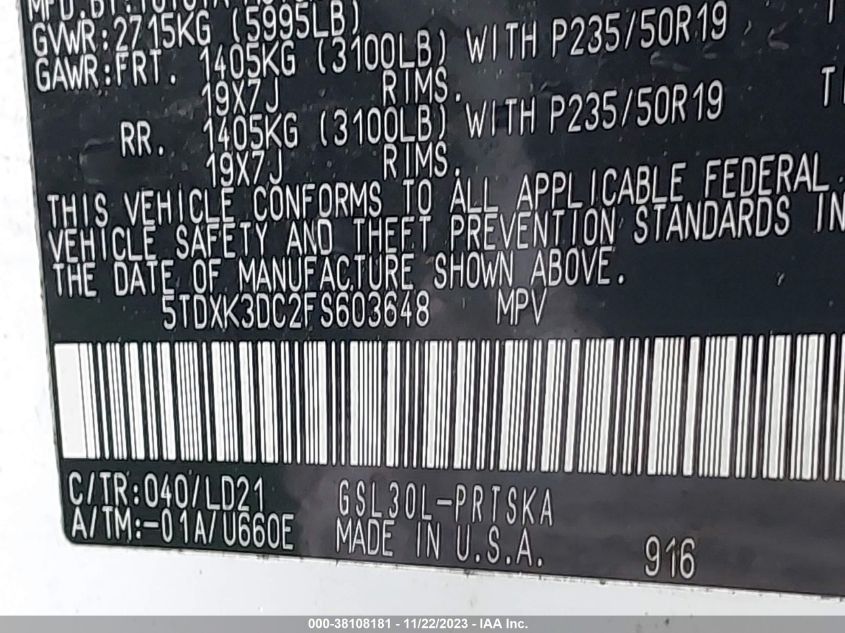 GVWR:2715KG (5995LB)
GAWR:FRT. 1405KG (3100LB) WITH P235/50R19
19X7J RIMS.
RR. 1405KG (3100LB) WITH P235/50R19
19X7J RIMS.
THIS VEHICLE CONFORMS TO ALL APPLICABLE FEDERAL
VEHICLE SAFETY AND THEFT PREVENTION STANDARDS IN
THE DATE OF MANUFACTURE SHOWN ABOVE.
5TDXK3DC2FS603648 MPV
C/TR:040/LD21 GSL30L-PRTSKA
A/TM:-01A/U660E MADE IN U.S.A. 916
000-38108181 - 11/22/2023 - IAA Inc.